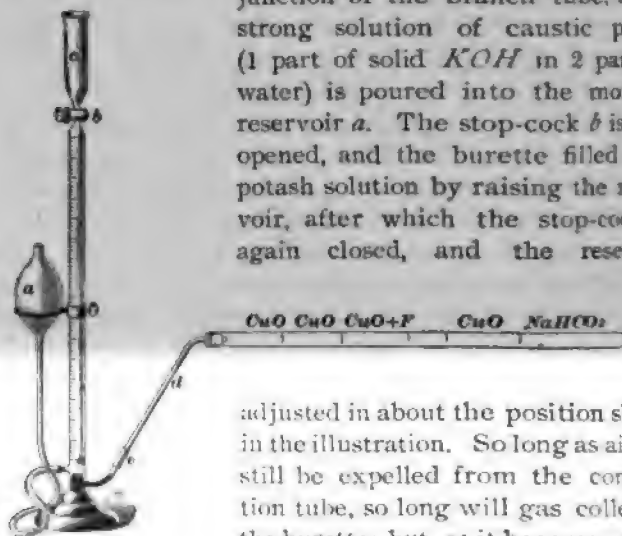 strong solution of caustic p
(1 part of solid KOH in 2 par
water) is poured into the mo
reservoir a. The stop-cock b is
opened, and the burette filled
potash solution by raising the r
voir, after which the stop-co
again closed, and the rese
c
b
a
CuO CuO CuO+P CuO NaHCO₃
d
adjusted in about the position s
in the illustration. So long as ai
still be expelled from the con
tion tube, so long will gas colle